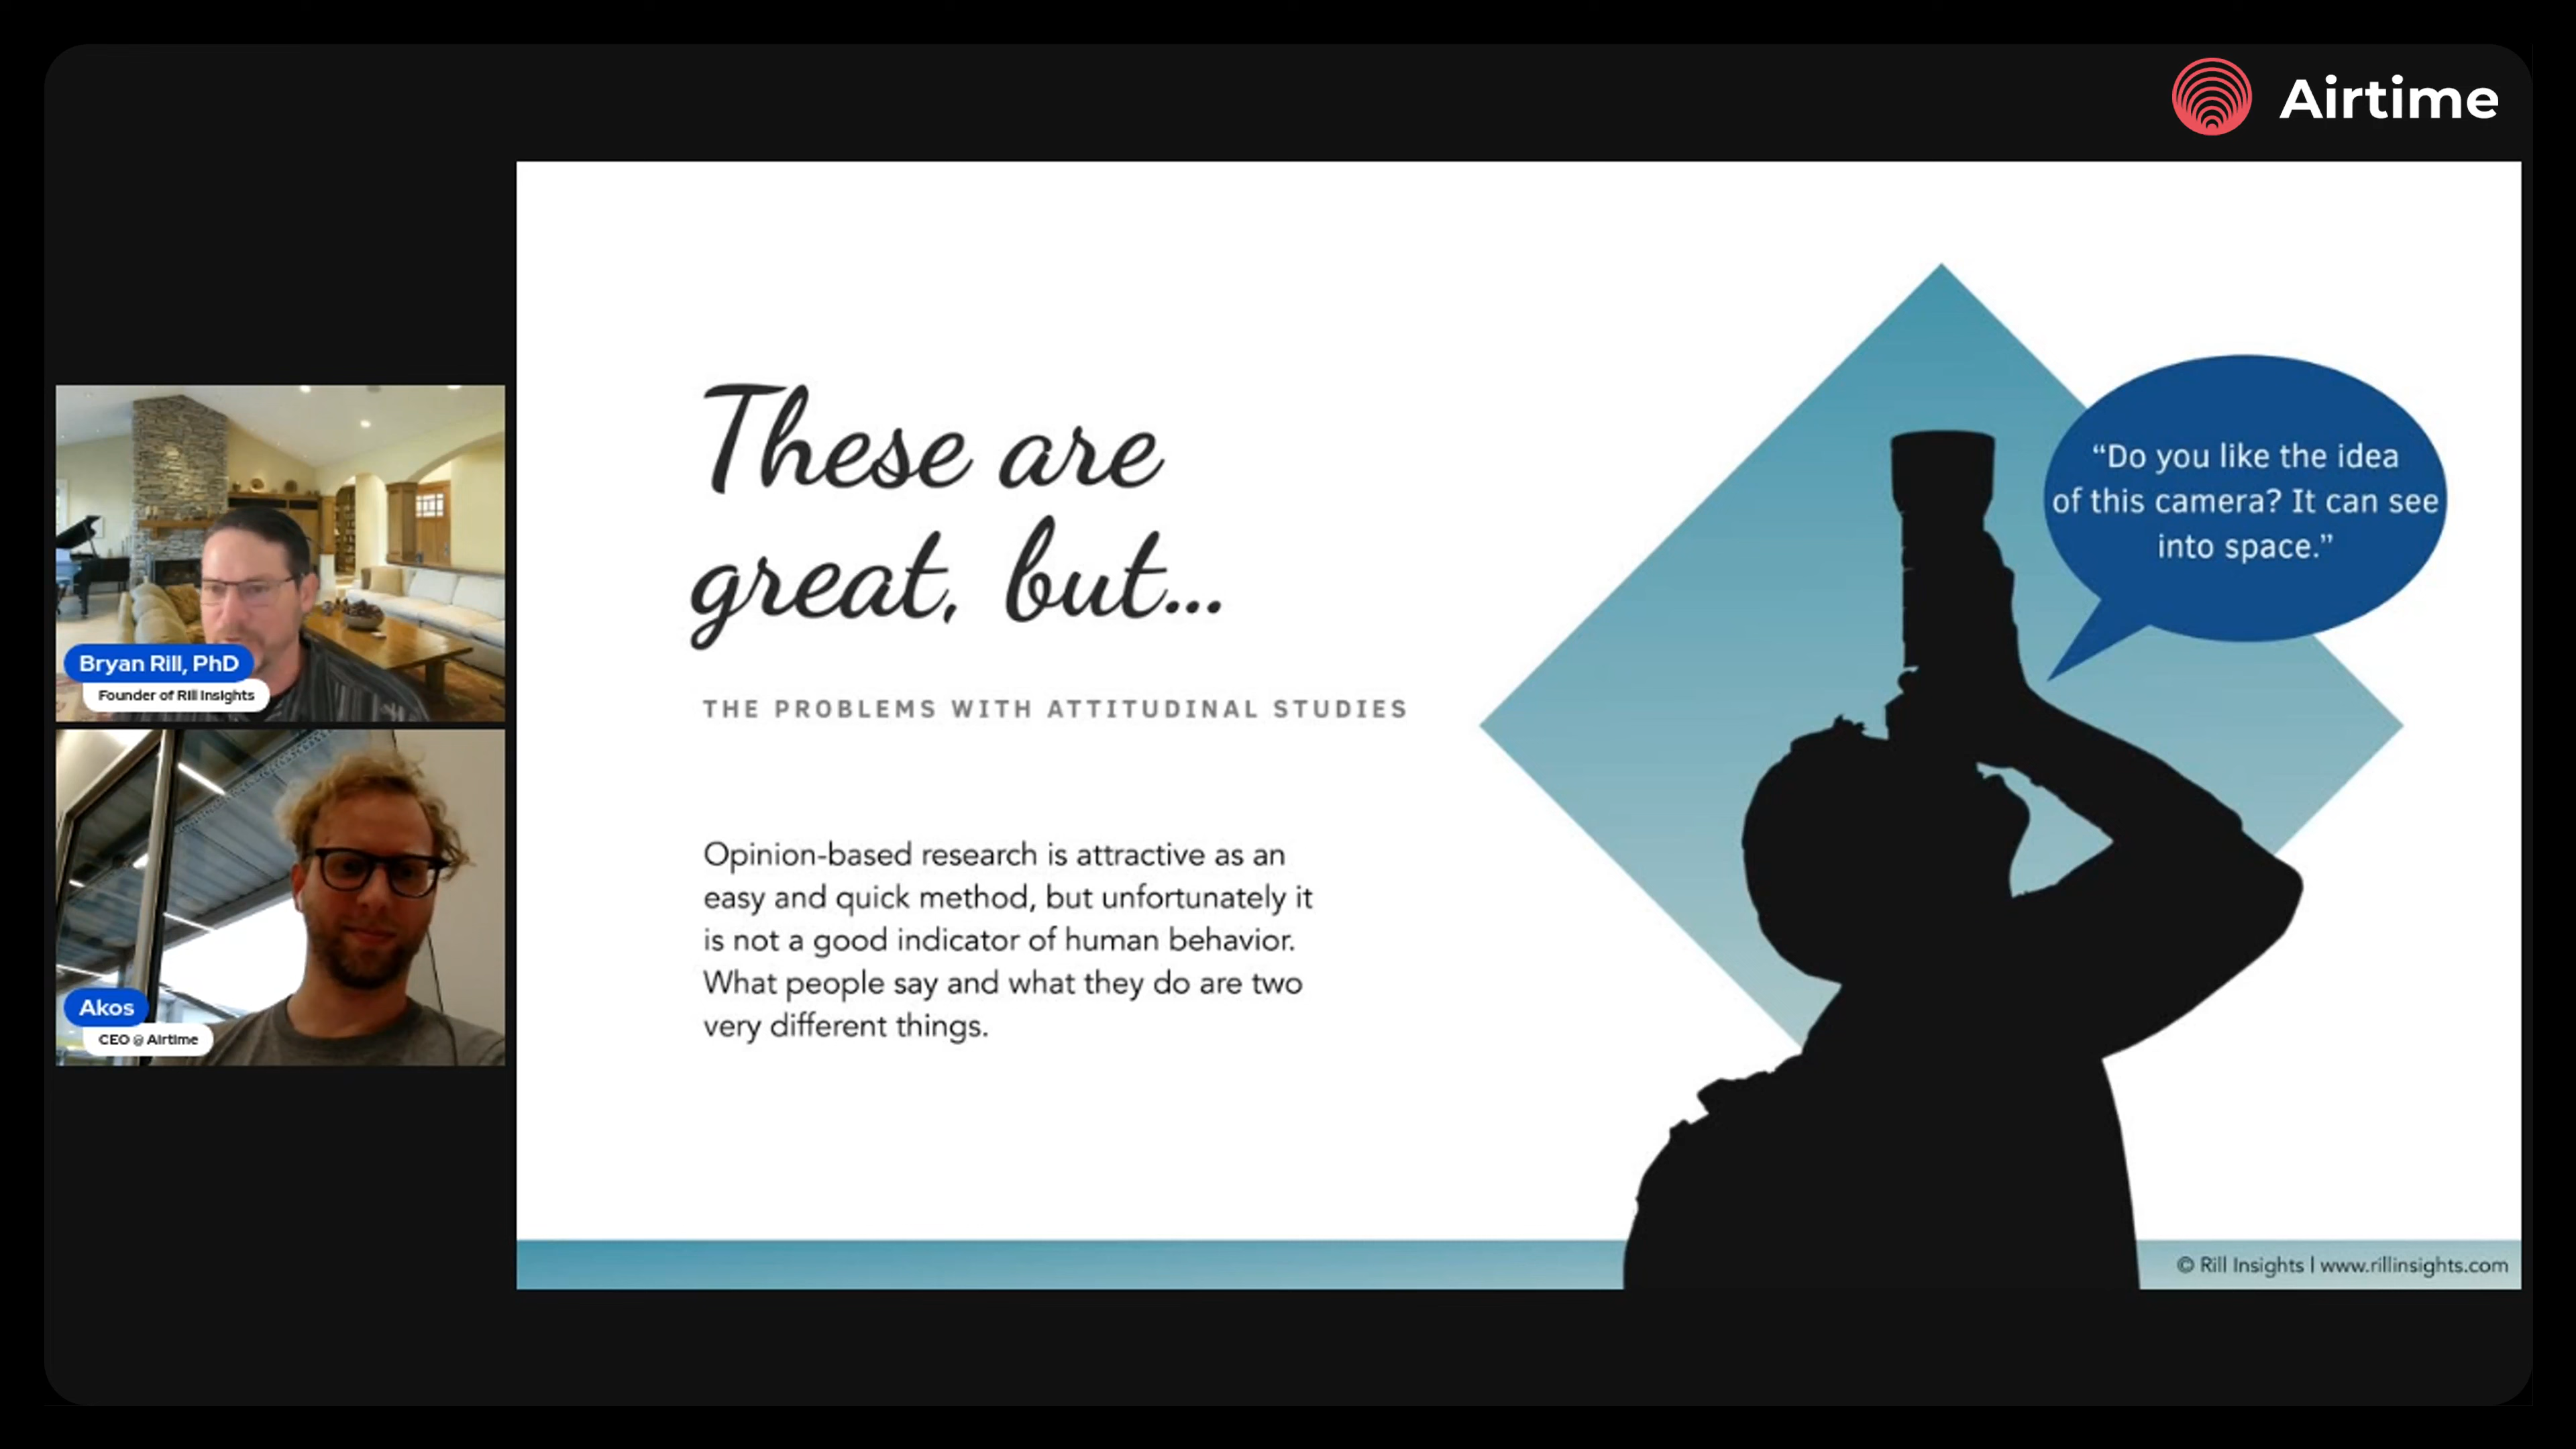 Airtime
Bryan Rill, PhD
Founder of Rill Insights
Akos
CEO @ Airtime
These are
great, but...
THE PROBLEMS WITH ATTITUDINAL STUDIES
Opinion-based research is attractive as an
easy and quick method, but unfortunately it
is not a good indicator of human behavior.
What people say and what they do are two
very different things.
“Do you like the idea
of this camera? It can see
into space.”
© Rill Insights | www.rillinsights.com